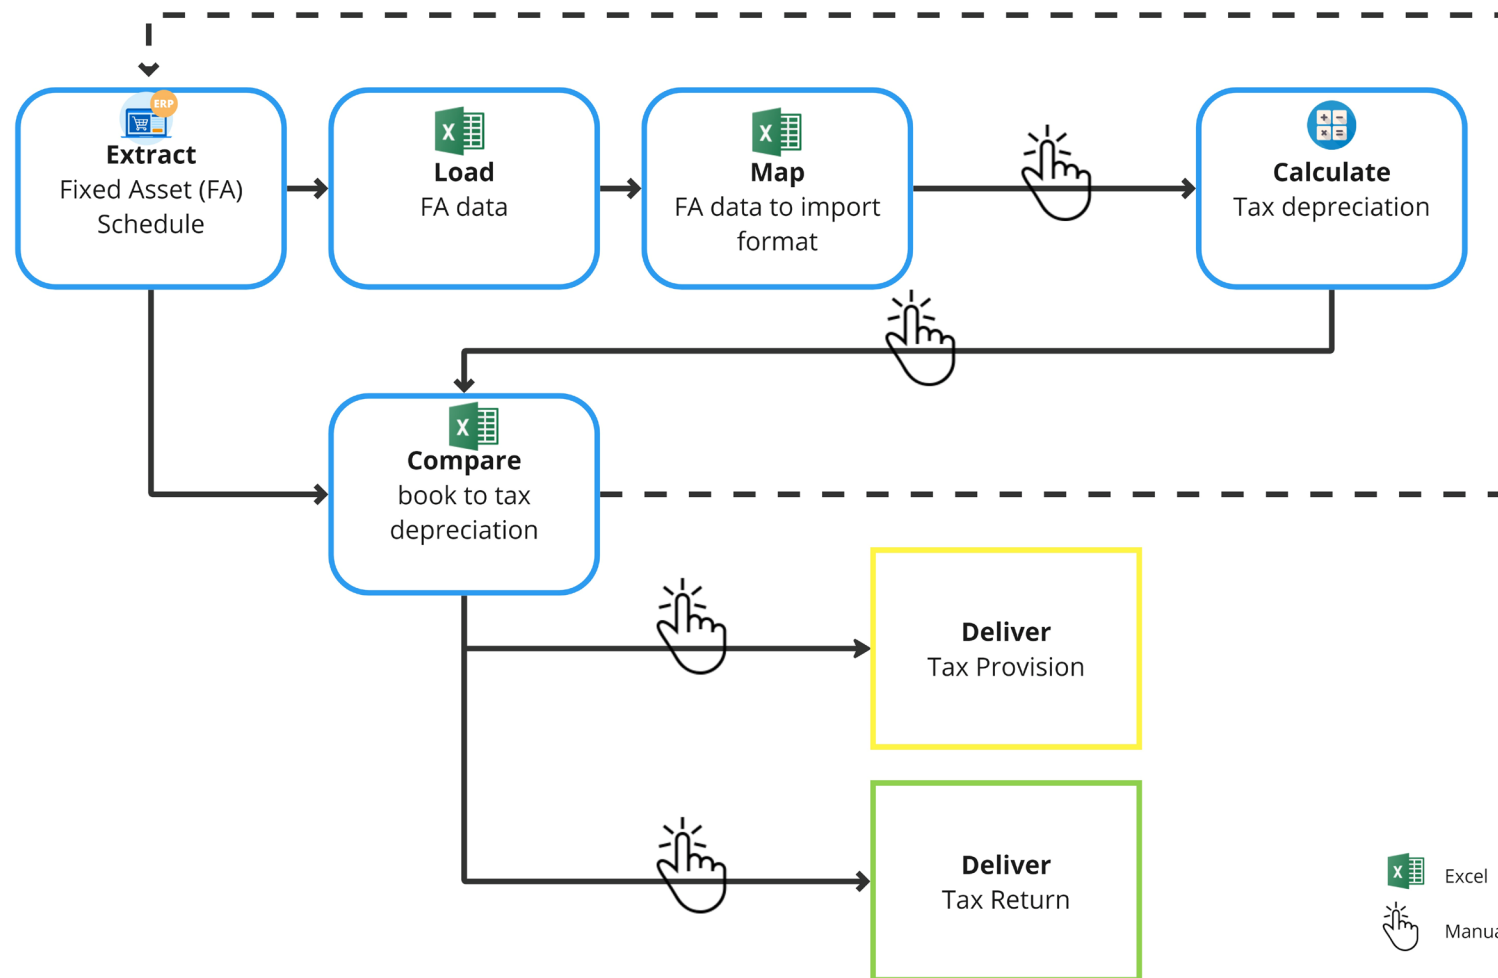 ERP
Extract
Fixed Asset (FA)
Schedule
X
Load
FA data
X
Map
FA data to import
format
Calculate
Tax depreciation
X
Compare
book to tax
depreciation
Deliver
Tax Provision
Deliver
Tax Return
X
Excel